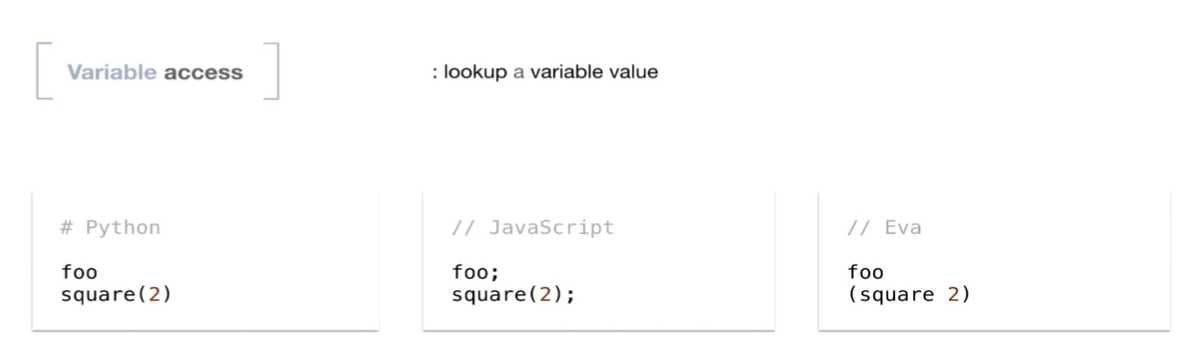 Variable access
: lookup a variable value
# Python
foo
square(2)
// JavaScript
foo;
square(2);
// Eva
foo
(square 2)